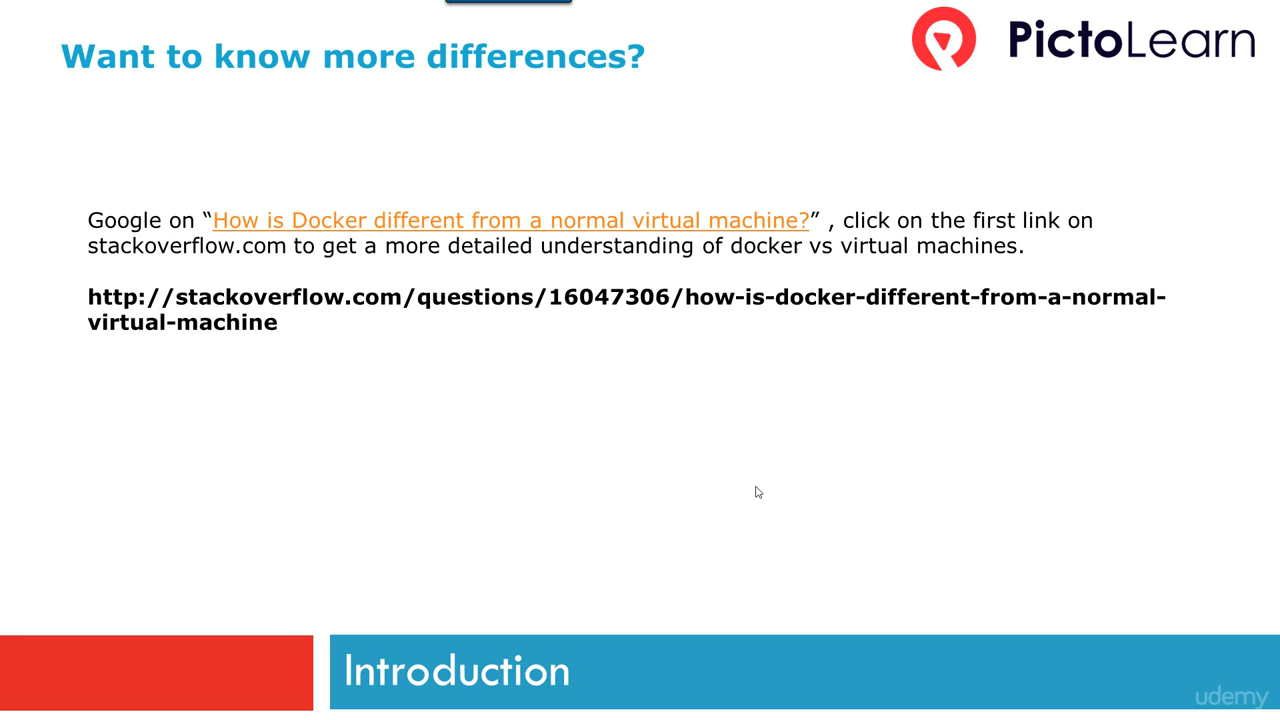 Want to know more differences?
PictoLearn
Google on “How is Docker different from a normal virtual machine?” , click on the first link on
stackoverflow.com to get a more detailed understanding of docker vs virtual machines.
http://stackoverflow.com/questions/16047306/how-is-docker-different-from-a-normal-
virtual-machine
Introduction
udemy